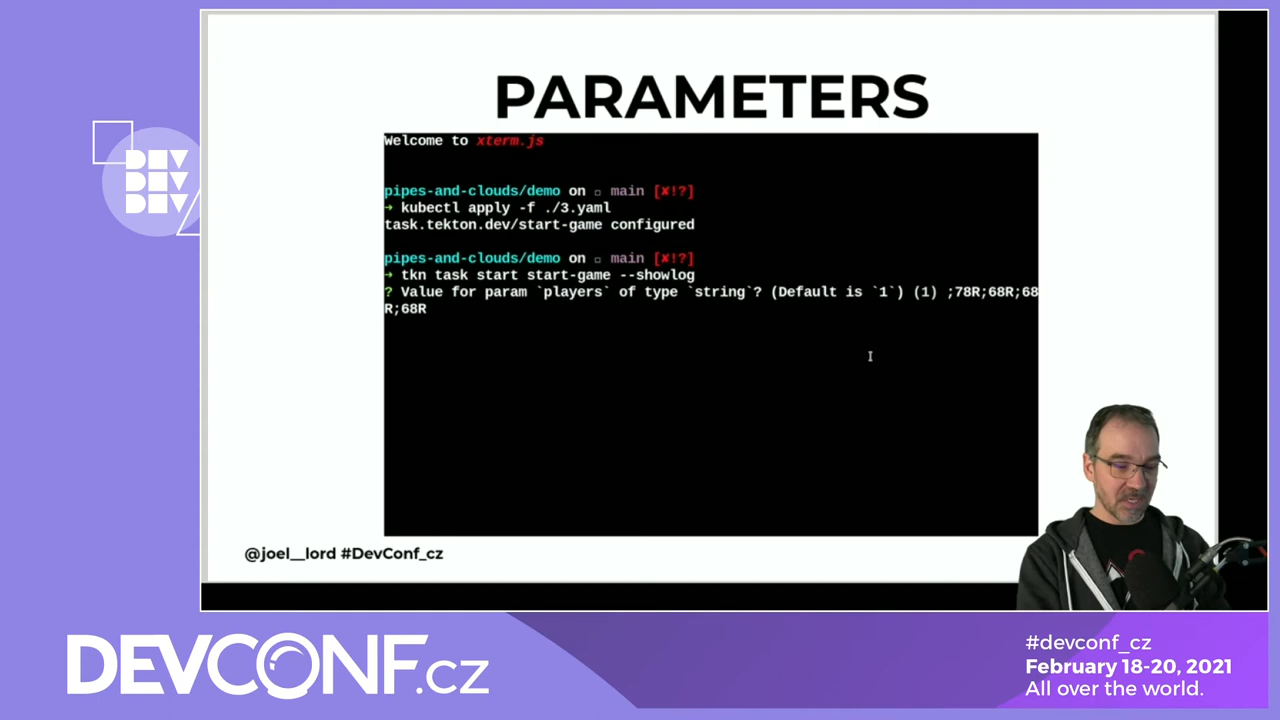 PARAMETERS
Welcome to xterm.js
pipes-and-clouds/demo on □ main [✘!?]
➜ kubectl apply -f ./3.yaml
task.tekton.dev/start-game configured
pipes-and-clouds/demo on □ main [✘!?]
➜ tkn task start start-game --showlog
? Value for param `players` of type `string`? (Default is `1`) (1) ;78R;68R;68
R;68R
DEV
DEV
DEV
@joel__lord #DevConf_cz
DEVCONF.cz
#devconf_cz
February 18-20, 2021
All over the world.